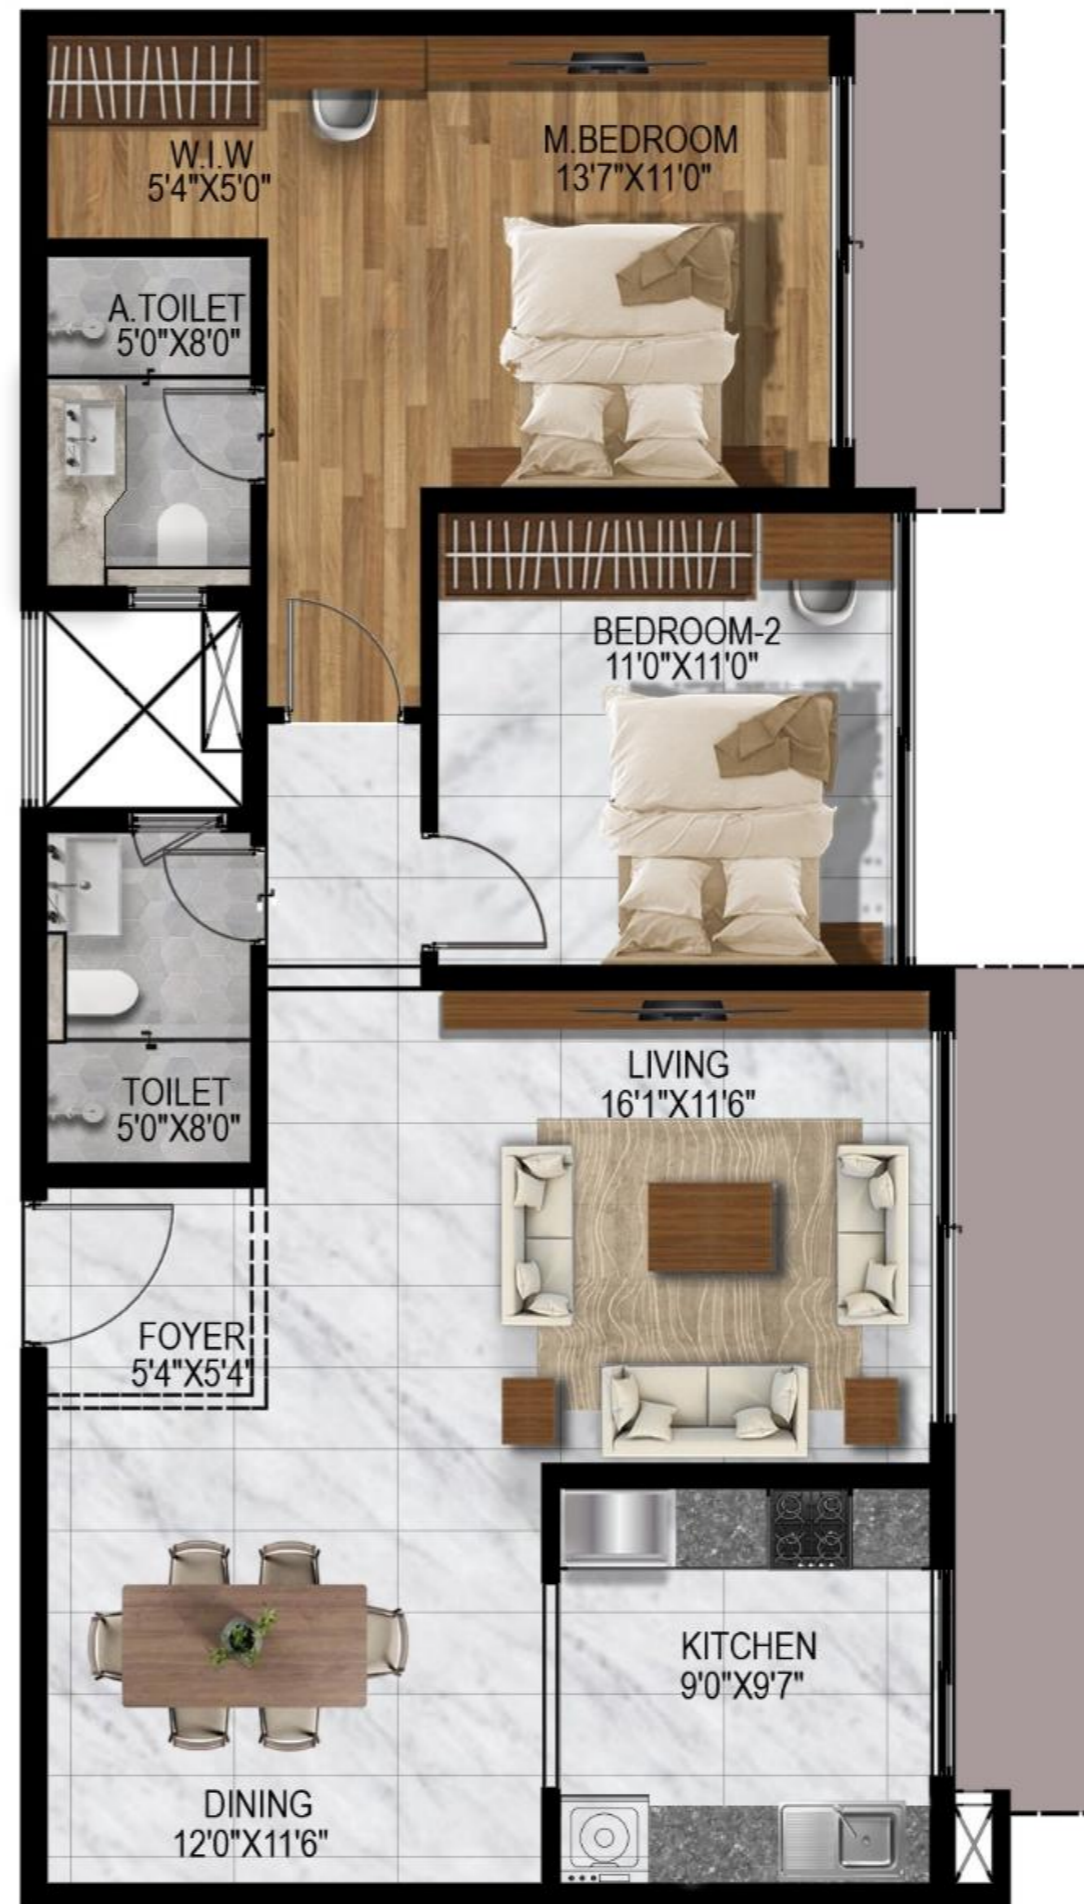 W.I.W
5'4"X5'0"
M.BEDROOM
13'7"X11'0"
A.TOILET
5'0"X8'0"
BEDROOM-2
11'0"X11'0"
LIVING
16'1"X11'6"
TOILET
5'0"X8'0"
FOYER
5'4"X5'4"
KITCHEN
9'0"X9'7"
DINING
12'0"X11'6"